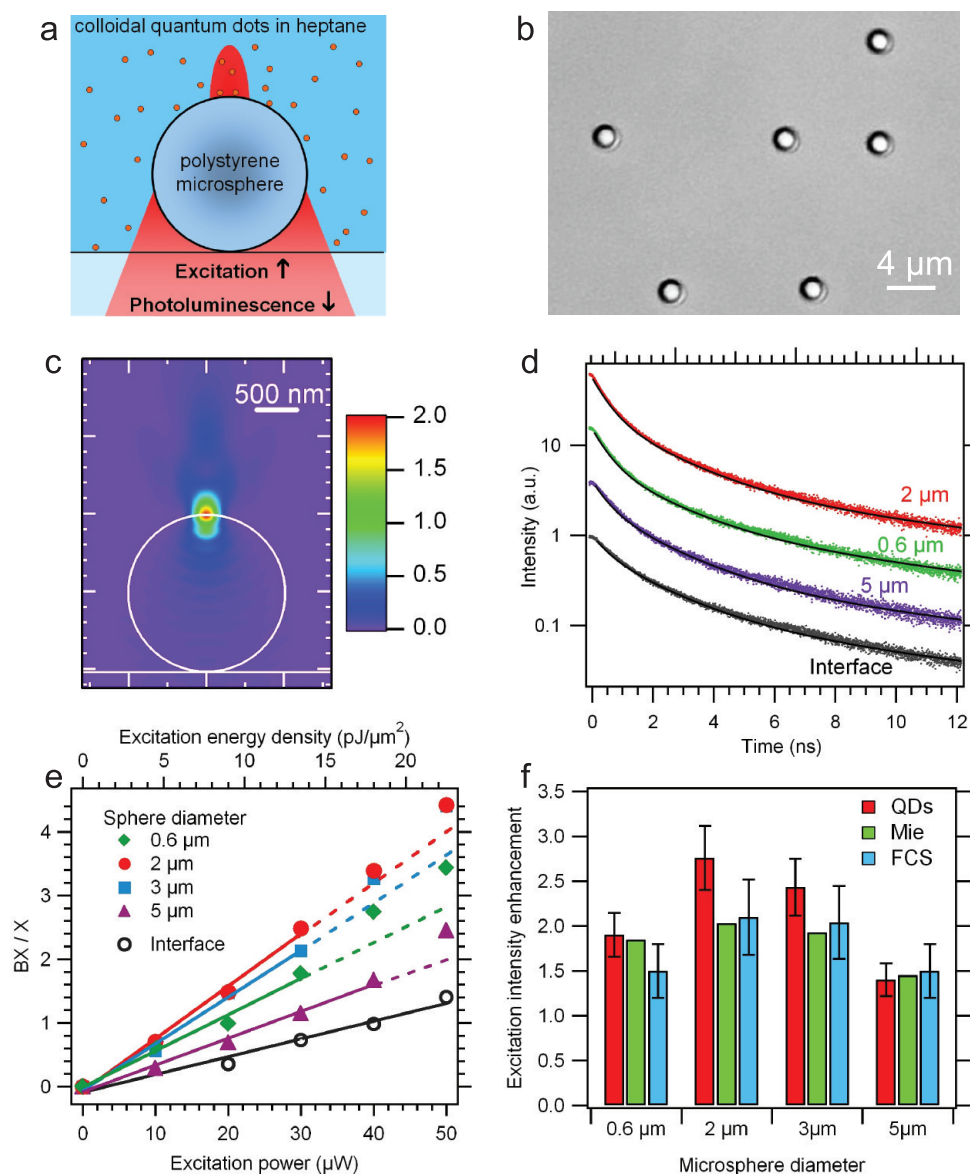 a
colloidal quantum dots in heptane
polystyrene
microsphere
Excitation ↑
Photoluminescence ↓
b
4 µm
c
500 nm
2.0
1.5
1.0
0.5
0.0
d
Intensity (a.u.)
10
1
0.1
2 µm
0.6 µm
5 µm
Interface
0 2 4 6 8 10 12
Time (ns)
e
Excitation energy density (pJ/µm²)
0 5 10 15 20
BX / X
4
3
2
1
0
Sphere diameter
0.6 µm
2 µm
3 µm
5 µm
Interface
0 10 20 30 40 50
Excitation power (µW)
f
Excitation intensity enhancement
3.5
3.0
2.5
2.0
1.5
1.0
0.5
0.0
QDs
Mie
FCS
0.6 µm 2 µm 3µm 5µm
Microsphere diameter